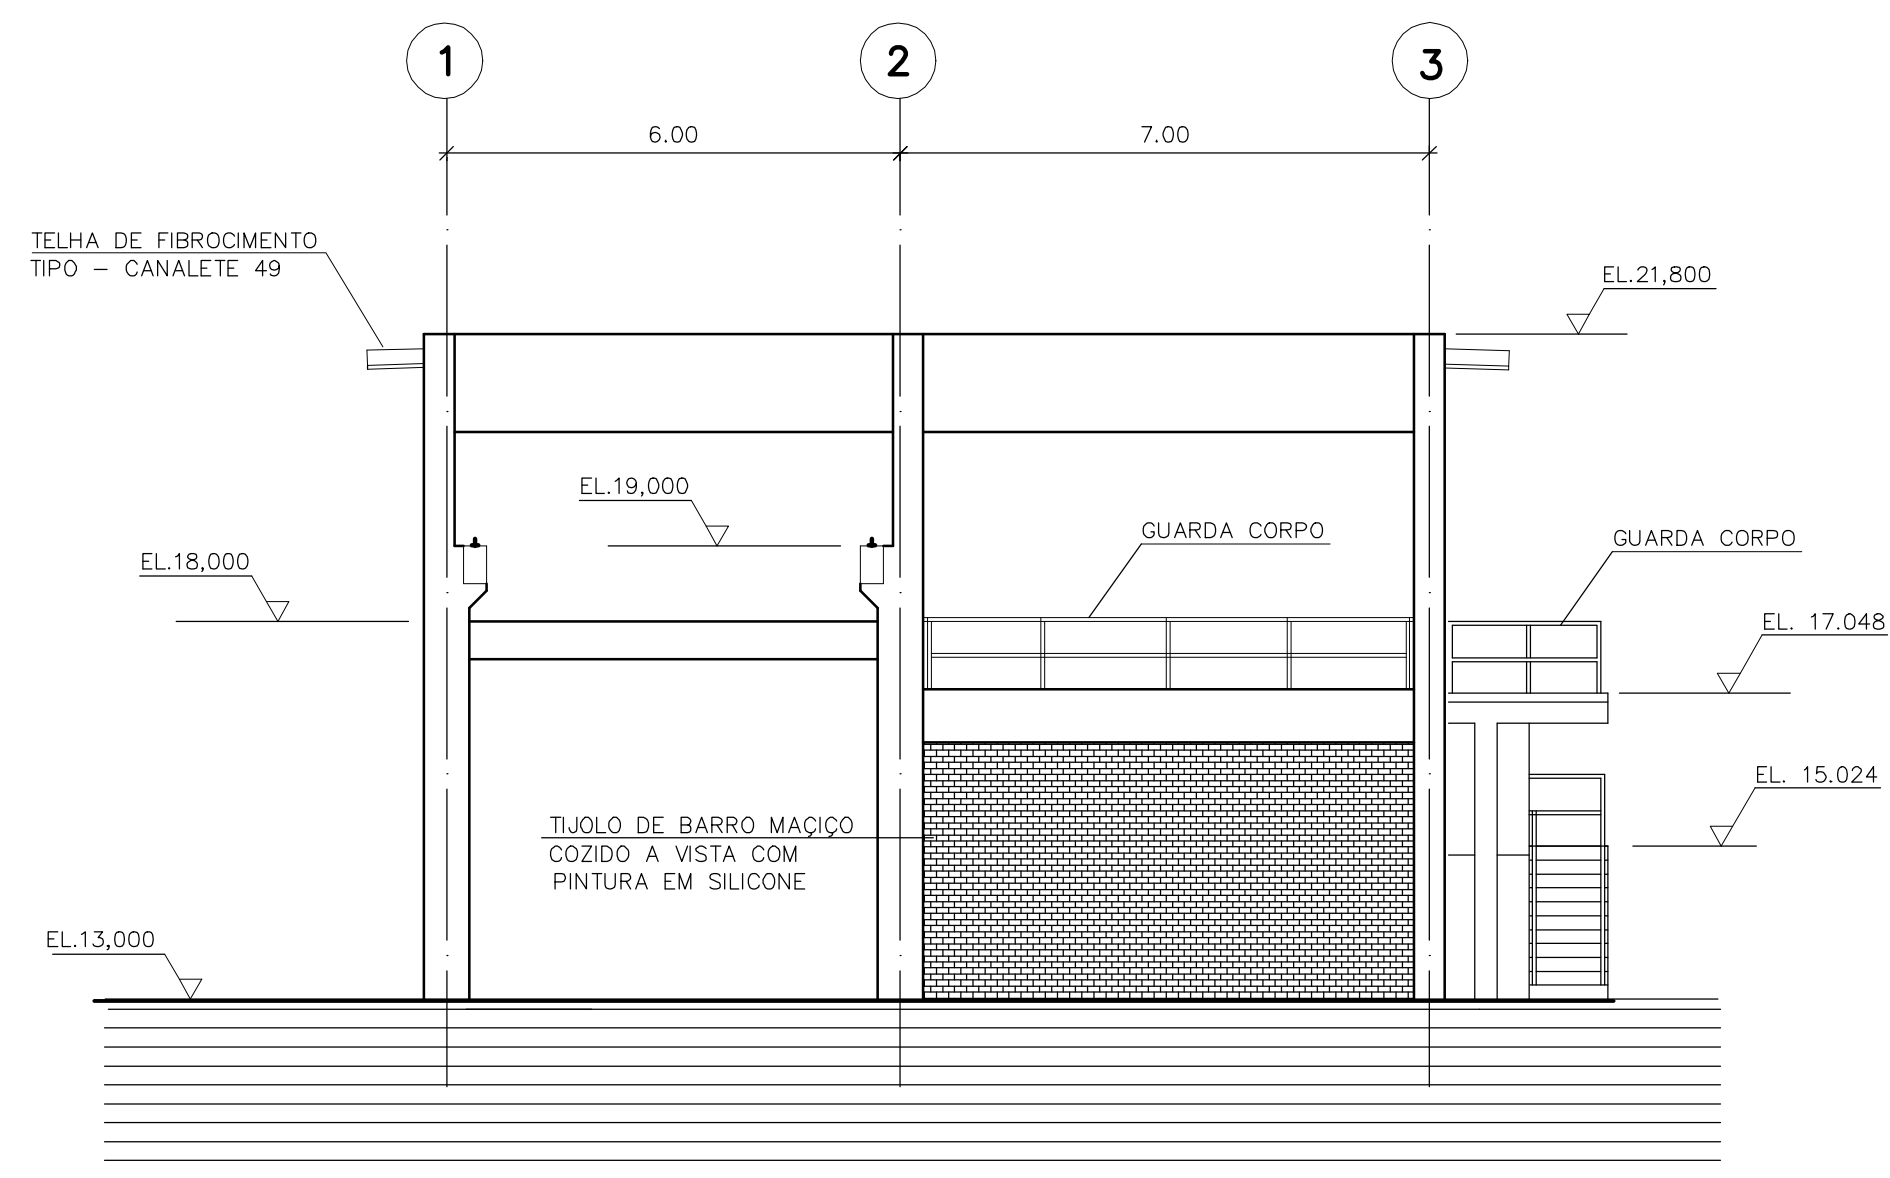 1
2
3
6.00
7.00
TELHA DE FIBROCIMENTO
TIPO – CANALETE 49
EL.21,800
EL.19,000
GUARDA CORPO
GUARDA CORPO
EL.18,000
EL. 17.048
EL. 15.024
TIJOLO DE BARRO MAÇIÇO
COZIDO A VISTA COM
PINTURA EM SILICONE
EL.13,000